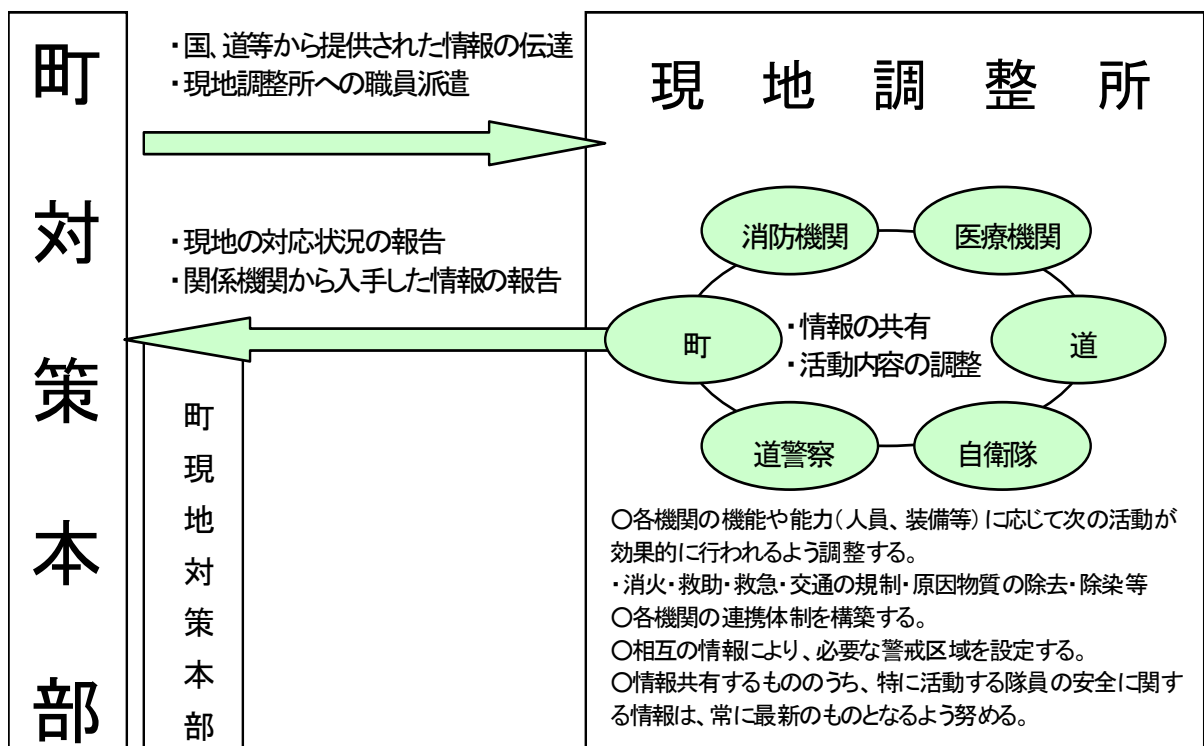 町対策本部
・国、道等から提供された情報の伝達
・現地調整所への職員派遣
・現地の対応状況の報告
・関係機関から入手した情報の報告
町現地対策本部
現地調整所
消防機関
医療機関
町
・情報の共有
・活動内容の調整
道
道警察
自衛隊
○各機関の機能や能力(人員、装備等)に応じて次の活動が
効果的に行われるよう調整する。
・消火・救助・救急・交通の規制・原因物質の除去・除染等
○各機関の連携体制を構築する。
○相互の情報により、必要な警戒区域を設定する。
○情報共有するもののうち、特に活動する隊員の安全に関す
る情報は、常に最新のものとなるよう努める。